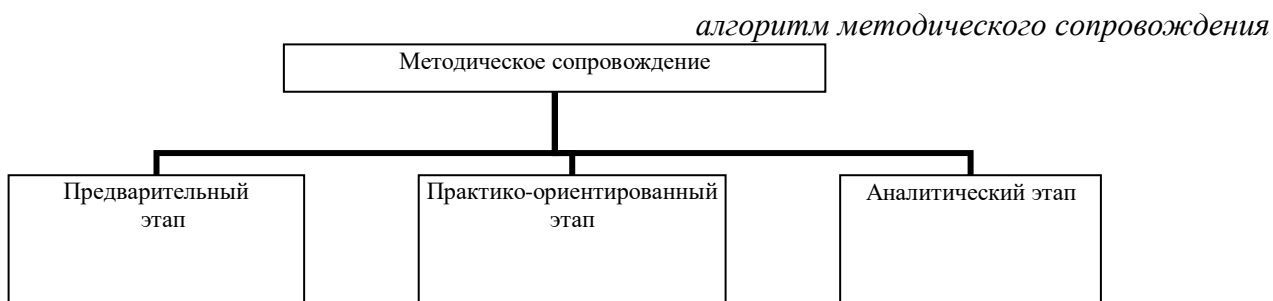 алгоритм методического сопровождения
Методическое сопровождение
Предварительный
этап
Практико-ориентированный
этап
Аналитический этап